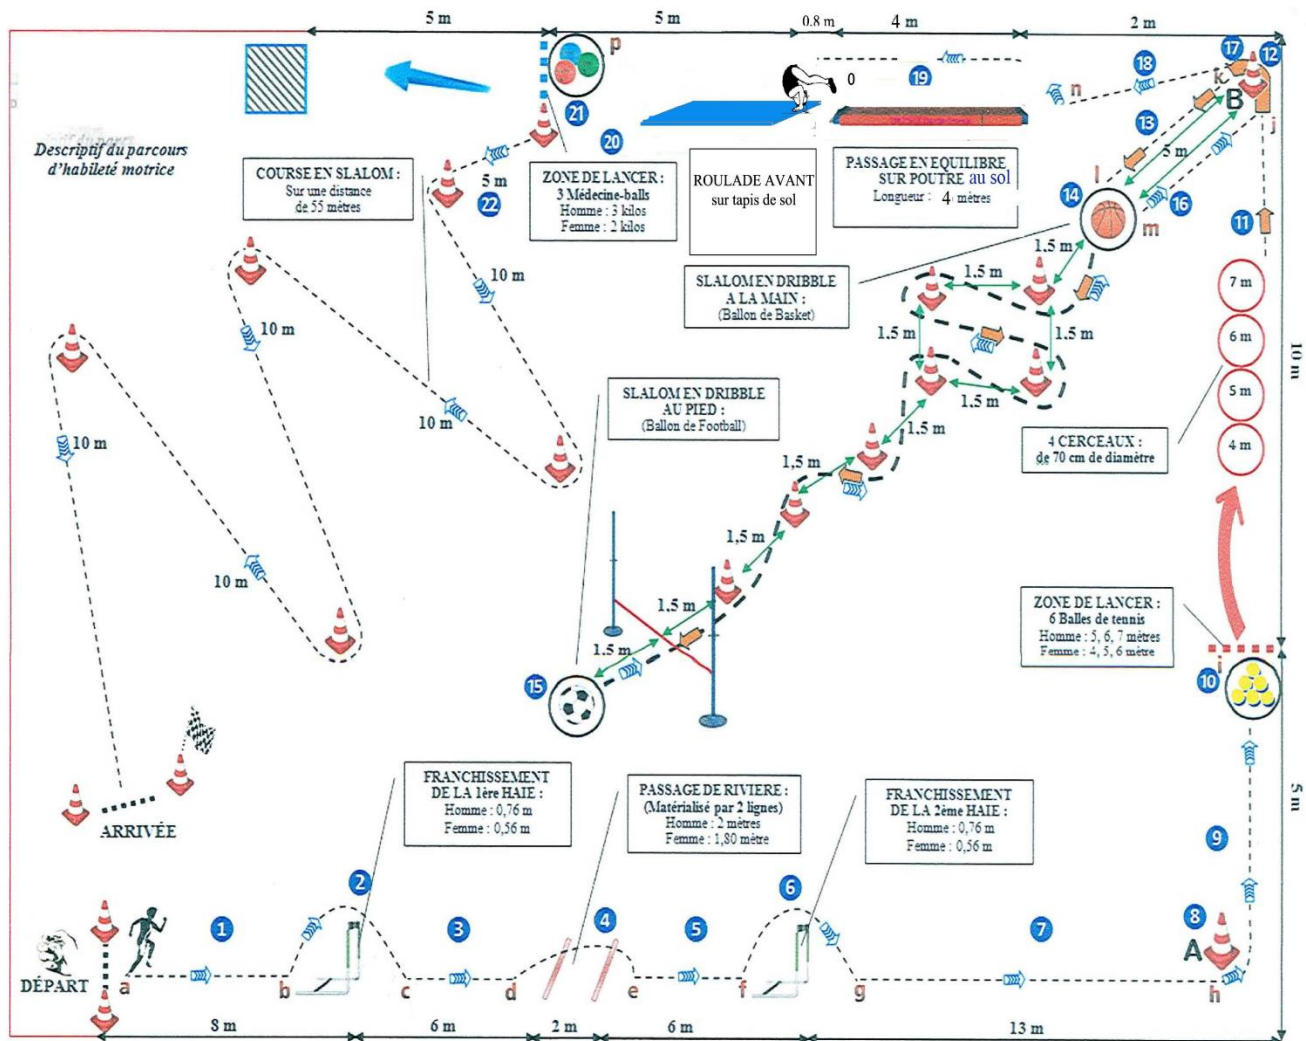 5 m
5 m
0.8 m
4 m
2 m
Descriptif du parcours
d'habileté motrice
COURSE EN SLALOM :
Sur une distance
de 55 mètres
p
21
20
ZONE DE LANCER :
3 Médecine-balls
Homme : 3 kilos
Femme : 2 kilos
5 m
22
ROULADE AVANT
sur tapis de sol
0
19
PASSAGE EN EQUILIBRE
SUR POUTRE au sol
Longueur : 4 mètres
n
18
17
12
k
B
j
13
5 m
l
14
m
16
11
1.5 m
SLALOM EN DRIBBLE
A LA MAIN :
(Ballon de Basket)
1.5 m
1.5 m
1.5 m
1.5 m
1.5 m
1,5 m
1,5 m
1.5 m
1.5 m
7 m
6 m
5 m
4 m
10 m
4 CERCEAUX :
de 70 cm de diamètre
10 m
10 m
10 m
10 m
10 m
SLALOM EN DRIBBLE
AU PIED :
(Ballon de Football)
15
ZONE DE LANCER :
6 Balles de tennis
Homme : 5, 6, 7 mètres
Femme : 4, 5, 6 mètre
i
10
5 m
ARRIVÉE
FRANCHISSEMENT
DE LA 1ère HAIE :
Homme : 0,76 m
Femme : 0,56 m
PASSAGE DE RIVIERE :
(Matérialisé par 2 lignes)
Homme : 2 mètres
Femme : 1,80 mètre
FRANCHISSEMENT
DE LA 2ème HAIE :
Homme : 0,76 m
Femme : 0,56 m
9
8
A
1
2
3
4
5
6
7
DÉPART
a
b
c
d
e
f
g
h
8 m
6 m
2 m
6 m
13 m